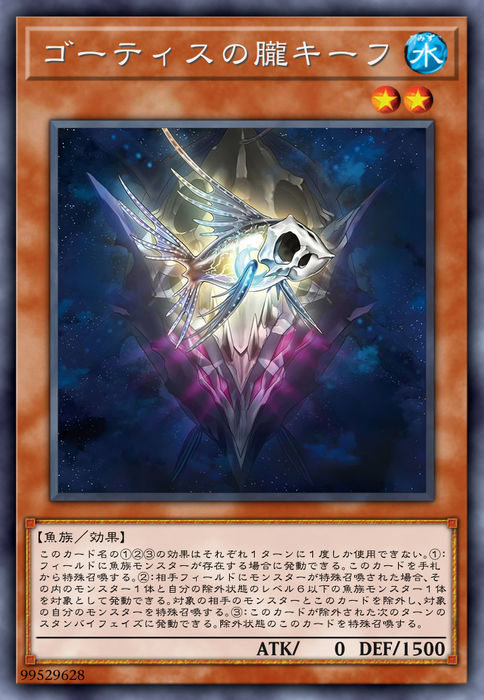 ゴーティスの朧キーフ
みず
水
【魚族／効果】
このカード名の①②③の効果はそれぞれ１ターンに１度しか使用できない。①：
フィールドに魚族モンスターが存在する場合に発動できる。このカードを手札
から特殊召喚する。②：相手フィールドにモンスターが特殊召喚された場合、そ
の内のモンスター１体と自分の除外状態のレベル６以下の魚族モンスター１体
を対象として発動できる。対象の相手のモンスターとこのカードを除外し、対象
の自分のモンスターを特殊召喚する。③：このカードが除外された次のターンの
スタンバイフェイズに発動できる。除外状態のこのカードを特殊召喚する。
ATK/ 0 DEF/1500
99529628